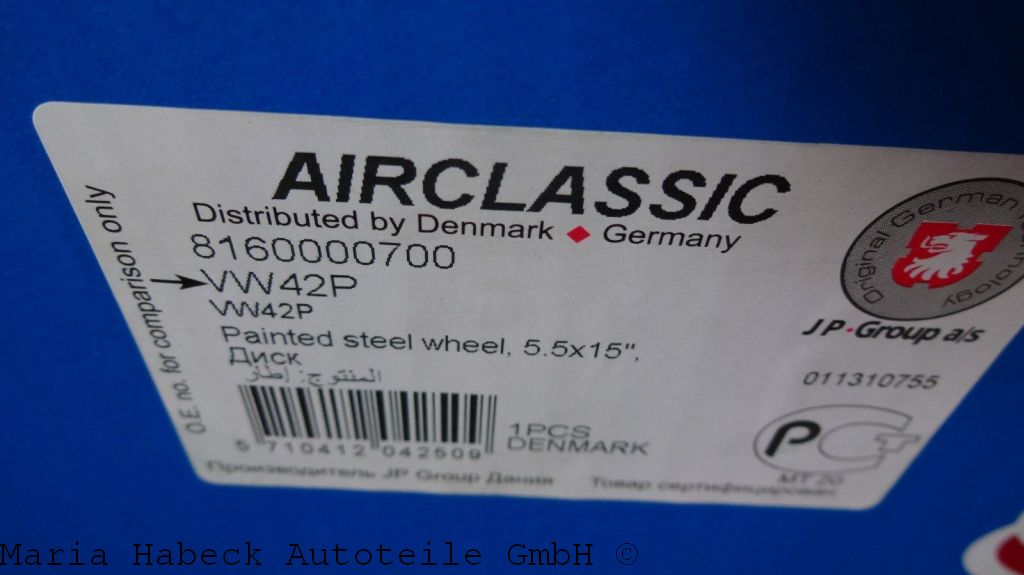 AIRCLASSIC
Distributed by Denmark Germany
8160000700
VW42P
VW42P
Painted steel wheel, 5.5x15",
Диск
المنتوج: إطار
5 710412 042509
1PCS
DENMARK
Производитель JP Group Дания
Товар сертифицирован
O.E. no. for comparison only
Original German
JP Group a/s
011310755
PG
MT 20
Maria Habeck Autoteile GmbH ©